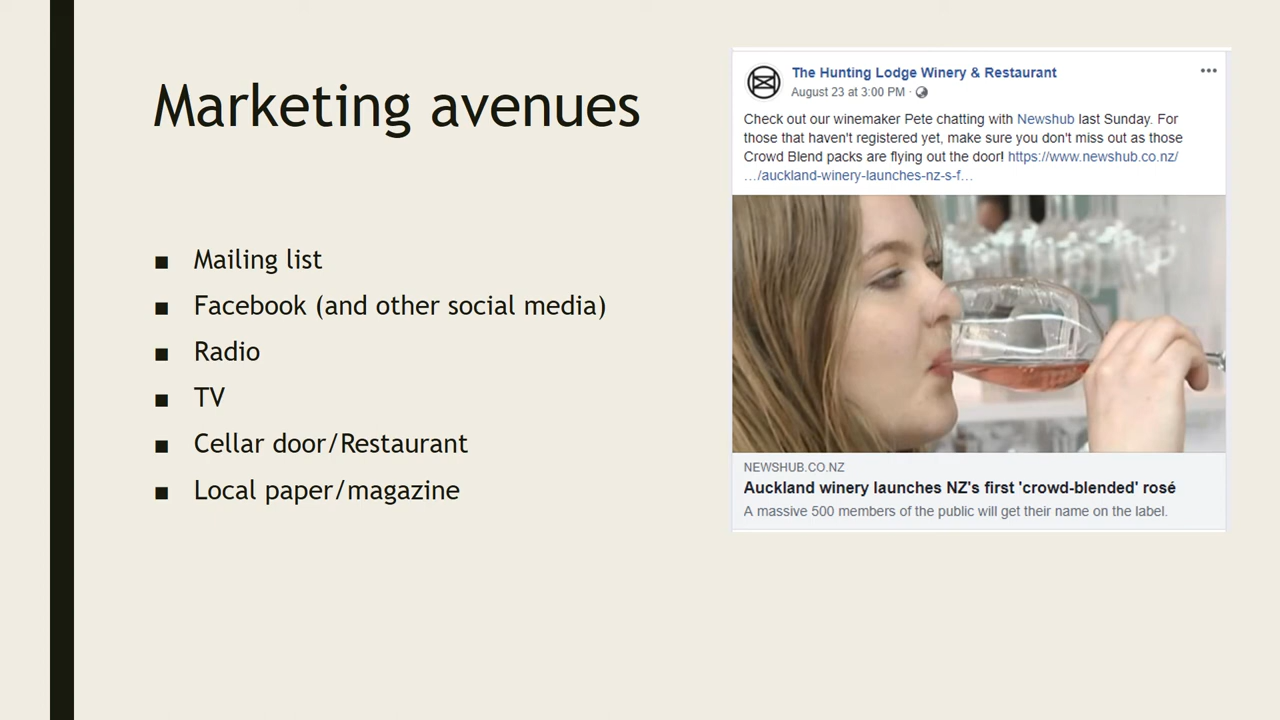 Marketing avenues
■ Mailing list
■ Facebook (and other social media)
■ Radio
■ TV
■ Cellar door/Restaurant
■ Local paper/magazine
The Hunting Lodge Winery & Restaurant
August 23 at 3:00 PM ·
Check out our winemaker Pete chatting with Newshub last Sunday. For
those that haven't registered yet, make sure you don't miss out as those
Crowd Blend packs are flying out the door! https://www.newshub.co.nz/
…/auckland-winery-launches-nz-s-f…
NEWSHUB.CO.NZ
Auckland winery launches NZ's first 'crowd-blended' rosé
A massive 500 members of the public will get their name on the label.